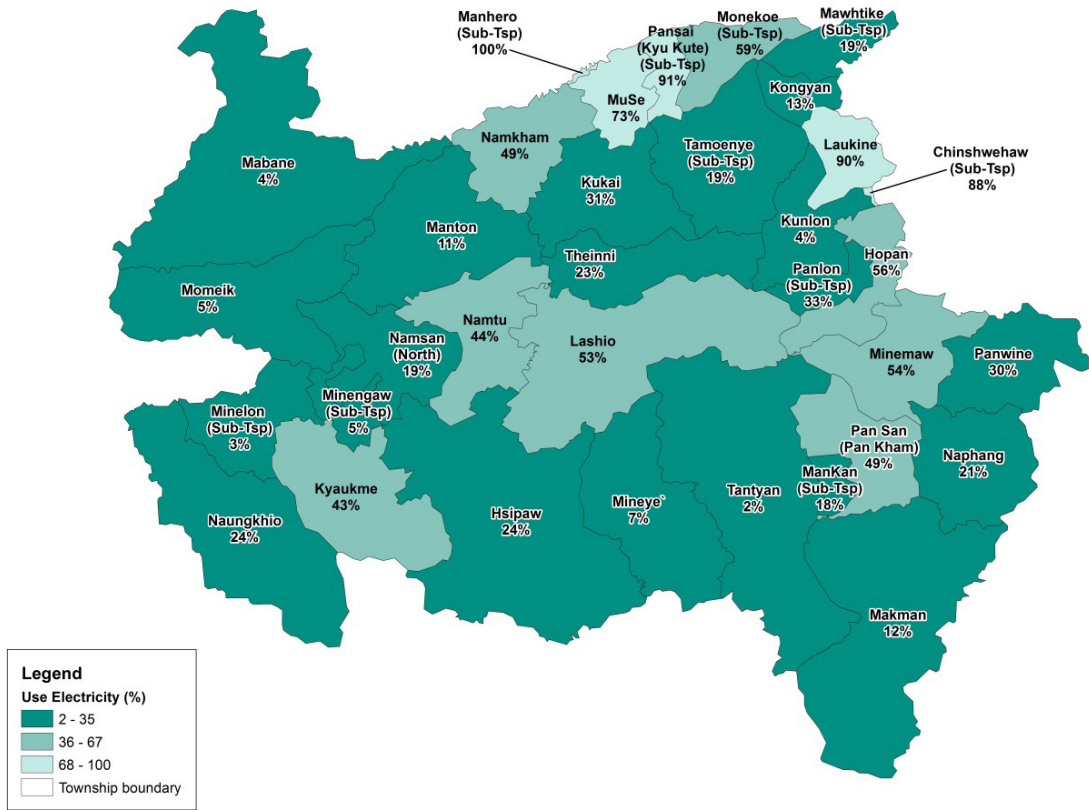 Manhero
(Sub-Tsp)
100%
Pansai
(Kyu Kute)
(Sub-Tsp)
91%
Monekoe
(Sub-Tsp)
59%
Mawhtike
(Sub-Tsp)
19%
MuSe
73%
Kongyan
13%
Namkham
49%
Tamoenye
(Sub-Tsp)
19%
Laukine
90%
Chinshwehaw
(Sub-Tsp)
88%
Mabane
4%
Kukai
31%
Manton
11%
Kunlon
4%
Theinni
23%
Hopan
56%
Panlon
(Sub-Tsp)
33%
Momeik
5%
Namtu
44%
Namsan
(North)
19%
Lashio
53%
Minemaw
54%
Panwine
30%
Minengaw
(Sub-Tsp)
5%
Minelon
(Sub-Tsp)
3%
Pan San
(Pan Kham)
49%
Naphang
21%
ManKan
(Sub-Tsp)
18%
Kyaukme
43%
Mineye`
7%
Tantyan
2%
Hsipaw
24%
Naungkhio
24%
Makman
12%
Legend
Use Electricity (%)
2 - 35
36 - 67
68 - 100
Township boundary